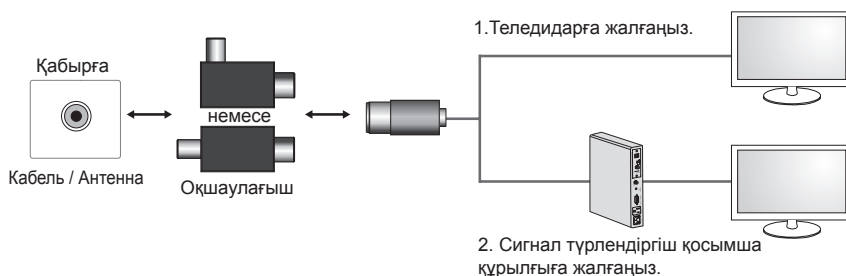 1.Теледидарға жалғаңыз.
Қабырға
немесе
Кабель / Антенна
Оқшаулағыш
2. Сигнал түрлендіргіш қосымша
құрылғыға жалғаңыз.